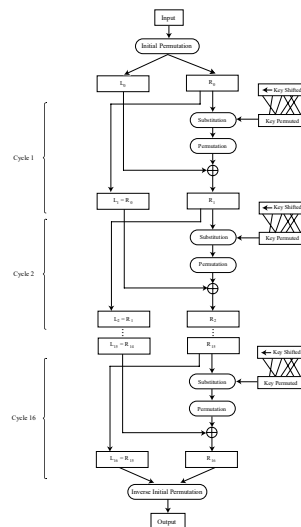 Input
Initial Permutation
L0 R0
Key Shifted
Substitution
Key Permuted
Permutation
Cycle 1
L1 = R0 R1
Key Shifted
Substitution
Key Permuted
Permutation
Cycle 2
L2 = R1 R2
L15 = R14 R15
Key Shifted
Substitution
Key Permuted
Permutation
Cycle 16
L16 = R15 R16
Inverse Initial Permutation
Output